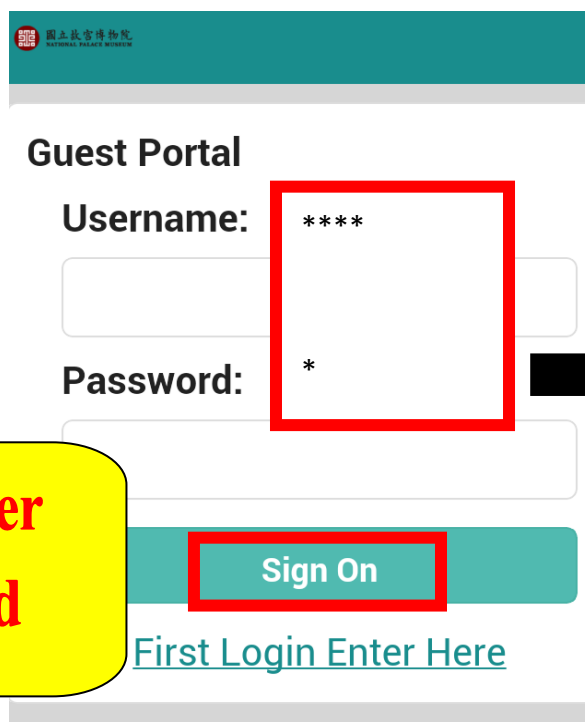 國立故宮博物院
NATIONAL PALACE MUSEUM
Guest Portal
Username:
****
Password:
*
er
d
Sign On
First Login Enter Here